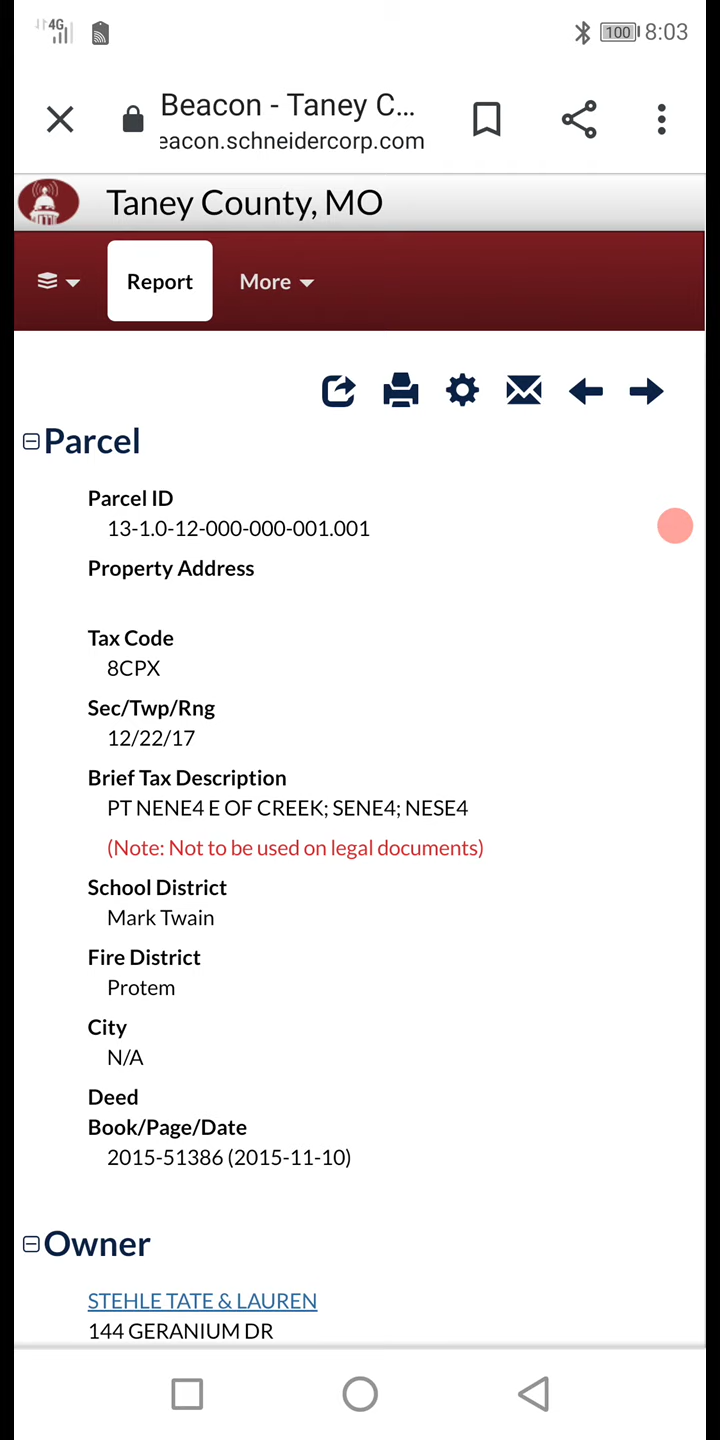 4G 100 8:03
Beacon - Taney C...
eacon.schneidercorp.com
Taney County, MO
Report More
Parcel
Parcel ID
13-1.0-12-000-000-001.001
Property Address
Tax Code
8CPX
Sec/Twp/Rng
12/22/17
Brief Tax Description
PT NENE4 E OF CREEK; SENE4; NESE4
(Note: Not to be used on legal documents)
School District
Mark Twain
Fire District
Protem
City
N/A
Deed
Book/Page/Date
2015-51386 (2015-11-10)
Owner
STEHLE TATE & LAUREN
144 GERANIUM DR